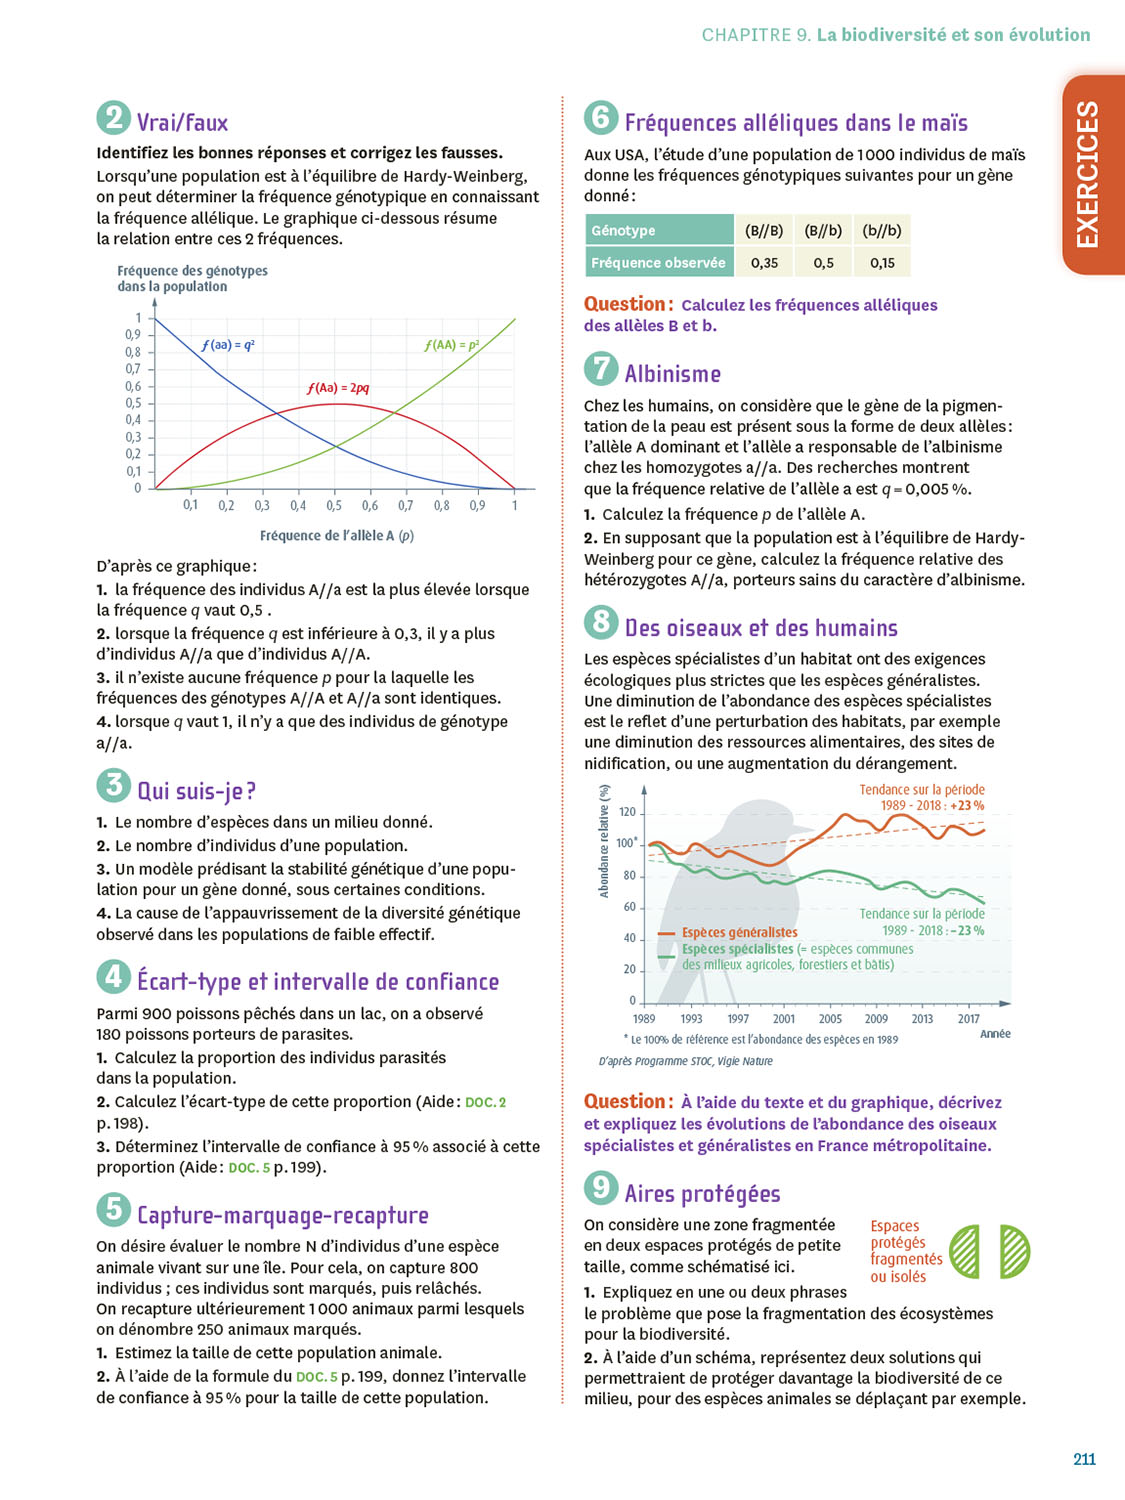 CHAPITRE 9. La biodiversité et son évolution
EXERCICES
2 Vrai/faux
Identifiez les bonnes réponses et corrigez les fausses.
Lorsqu'une population est à l'équilibre de Hardy-Weinberg,
on peut déterminer la fréquence génotypique en connaissant
la fréquence allélique. Le graphique ci-dessous résume
la relation entre ces 2 fréquences.
Fréquence des génotypes
dans la population
1
0,9
0,8
0,7
0,6
0,5
0,4
0,3
0,2
0,1
0
f(aa) = q²
f(AA) = p²
f(Aa) = 2pq
0,1 0,2 0,3 0,4 0,5 0,6 0,7 0,8 0,9 1
Fréquence de l'allèle A (p)
D'après ce graphique :
1. la fréquence des individus A//a est la plus élevée lorsque
la fréquence q vaut 0,5 .
2. lorsque la fréquence q est inférieure à 0,3, il y a plus
d'individus A//a que d'individus A//A.
3. il n'existe aucune fréquence p pour la laquelle les
fréquences des génotypes A//A et A//a sont identiques.
4. lorsque q vaut 1, il n'y a que des individus de génotype
a//a.
3 Qui suis-je ?
1. Le nombre d'espèces dans un milieu donné.
2. Le nombre d'individus d'une population.
3. Un modèle prédisant la stabilité génétique d'une popu-
lation pour un gène donné, sous certaines conditions.
4. La cause de l'appauvrissement de la diversité génétique
observé dans les populations de faible effectif.
4 Écart-type et intervalle de confiance
Parmi 900 poissons pêchés dans un lac, on a observé
180 poissons porteurs de parasites.
1. Calculez la proportion des individus parasités
dans la population.
2. Calculez l'écart-type de cette proportion (Aide : DOC. 2
p. 198).
3. Déterminez l'intervalle de confiance à 95 % associé à cette
proportion (Aide : DOC. 5 p. 199).
5 Capture-marquage-recapture
On désire évaluer le nombre N d'individus d'une espèce
animale vivant sur une île. Pour cela, on capture 800
individus ; ces individus sont marqués, puis relâchés.
On recapture ultérieurement 1 000 animaux parmi lesquels
on dénombre 250 animaux marqués.
1. Estimez la taille de cette population animale.
2. À l'aide de la formule du DOC. 5 p. 199, donnez l'intervalle
de confiance à 95 % pour la taille de cette population.
6 Fréquences alléliques dans le maïs
Aux USA, l'étude d'une population de 1 000 individus de maïs
donne les fréquences génotypiques suivantes pour un gène
donné :
Génotype (B//B) (B//b) (b//b)
Fréquence observée 0,35 0,5 0,15
Question : Calculez les fréquences alléliques
des allèles B et b.
7 Albinisme
Chez les humains, on considère que le gène de la pigmen-
tation de la peau est présent sous la forme de deux allèles :
l'allèle A dominant et l'allèle a responsable de l'albinisme
chez les homozygotes a//a. Des recherches montrent
que la fréquence relative de l'allèle a est q = 0,005 %.
1. Calculez la fréquence p de l'allèle A.
2. En supposant que la population est à l'équilibre de Hardy-
Weinberg pour ce gène, calculez la fréquence relative des
hétérozygotes A//a, porteurs sains du caractère d'albinisme.
8 Des oiseaux et des humains
Les espèces spécialistes d'un habitat ont des exigences
écologiques plus strictes que les espèces généralistes.
Une diminution de l'abondance des espèces spécialistes
est le reflet d'une perturbation des habitats, par exemple
une diminution des ressources alimentaires, des sites de
nidification, ou une augmentation du dérangement.
Abondance relative (%)
120
100*
80
60
40
20
0
Tendance sur la période
1989 - 2018 : +23 %
Tendance sur la période
1989 - 2018 : −23 %
Espèces généralistes
Espèces spécialistes (= espèces communes
des milieux agricoles, forestiers et bâtis)
1989 1993 1997 2001 2005 2009 2013 2017
Année
* Le 100% de référence est l'abondance des espèces en 1989
D'après Programme STOC, Vigie Nature
Question : À l'aide du texte et du graphique, décrivez
et expliquez les évolutions de l'abondance des oiseaux
spécialistes et généralistes en France métropolitaine.
9 Aires protégées
On considère une zone fragmentée
en deux espaces protégés de petite
taille, comme schématisé ici.
Espaces
protégés
fragmentés
ou isolés
1. Expliquez en une ou deux phrases
le problème que pose la fragmentation des écosystèmes
pour la biodiversité.
2. À l'aide d'un schéma, représentez deux solutions qui
permettraient de protéger davantage la biodiversité de ce
milieu, pour des espèces animales se déplaçant par exemple.
211